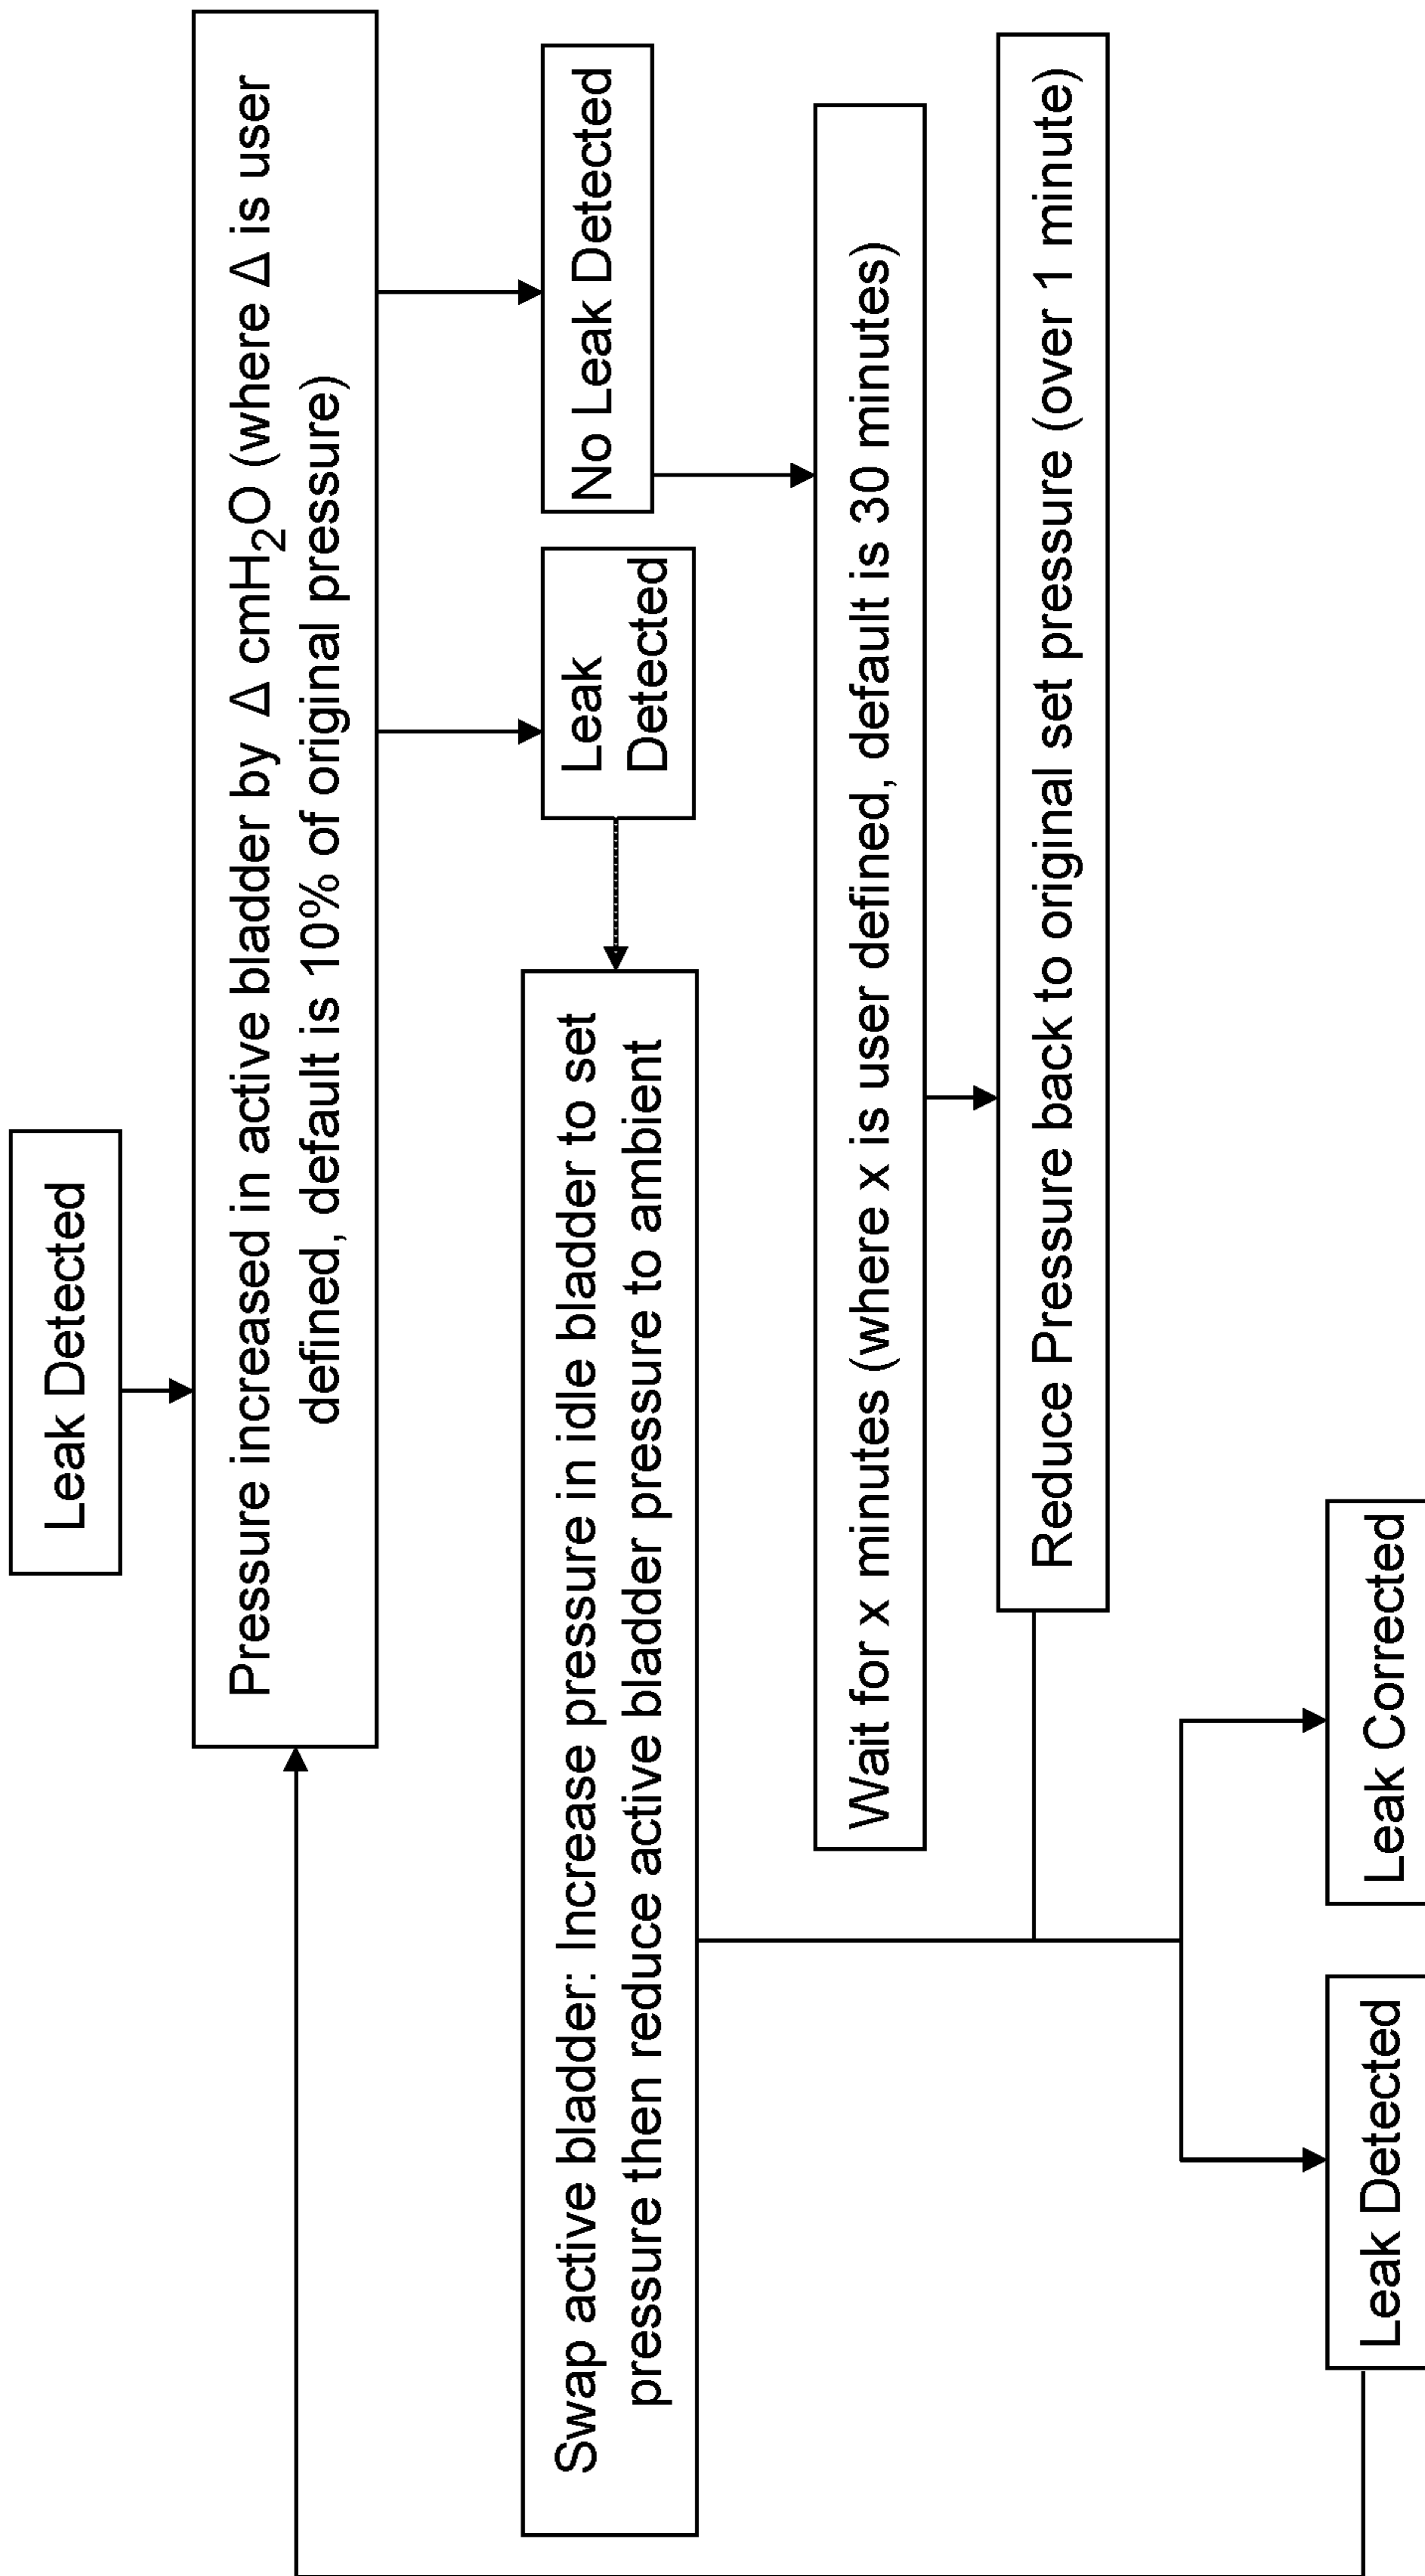 Leak Detected
Pressure increased in active bladder by Δ cmH₂O (where Δ is user
defined, default is 10% of original pressure)
Leak
Detected
No Leak Detected
Swap active bladder: Increase pressure in idle bladder to set
pressure then reduce active bladder pressure to ambient
Wait for x minutes (where x is user defined, default is 30 minutes)
Reduce Pressure back to original set pressure (over 1 minute)
Leak Detected
Leak Corrected